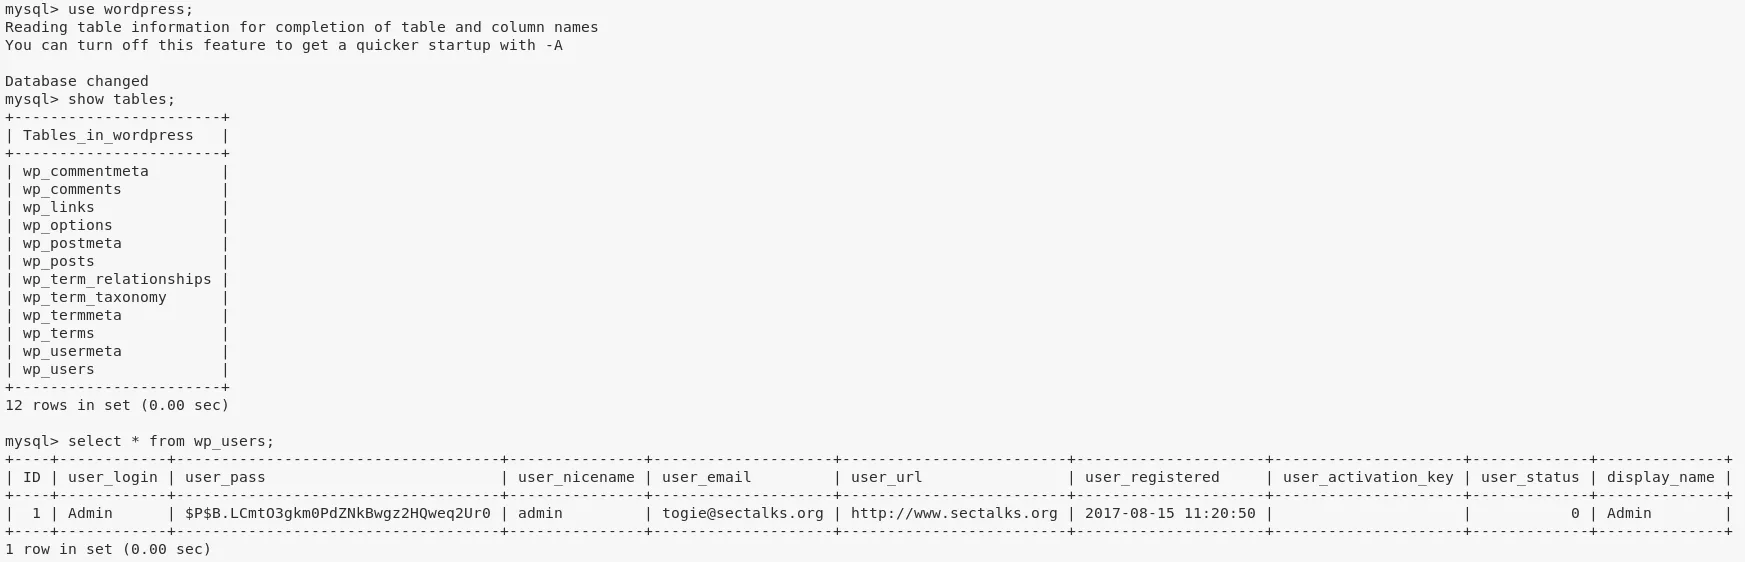 mysql> use wordpress;
Reading table information for completion of table and column names
You can turn off this feature to get a quicker startup with -A

Database changed
mysql> show tables;
+-----------------------+
| Tables_in_wordpress   |
+-----------------------+
| wp_commentmeta        |
| wp_comments           |
| wp_links              |
| wp_options            |
| wp_postmeta           |
| wp_posts              |
| wp_term_relationships |
| wp_term_taxonomy      |
| wp_termmeta           |
| wp_terms              |
| wp_usermeta           |
| wp_users              |
+-----------------------+
12 rows in set (0.00 sec)

mysql> select * from wp_users;
+----+------------+------------------------------------+---------------+--------------------+-------------------------+---------------------+---------------------+-------------+--------------+
| ID | user_login | user_pass                          | user_nicename | user_email         | user_url                | user_registered     | user_activation_key | user_status | display_name |
+----+------------+------------------------------------+---------------+--------------------+-------------------------+---------------------+---------------------+-------------+--------------+
|  1 | Admin      | $P$B.LCmtO3gkm0PdZNkBwgz2HQweq2Ur0 | admin         | togie@sectalks.org | http://www.sectalks.org | 2017-08-15 11:20:50 |                     |           0 | Admin        |
+----+------------+------------------------------------+---------------+--------------------+-------------------------+---------------------+---------------------+-------------+--------------+
1 row in set (0.00 sec)